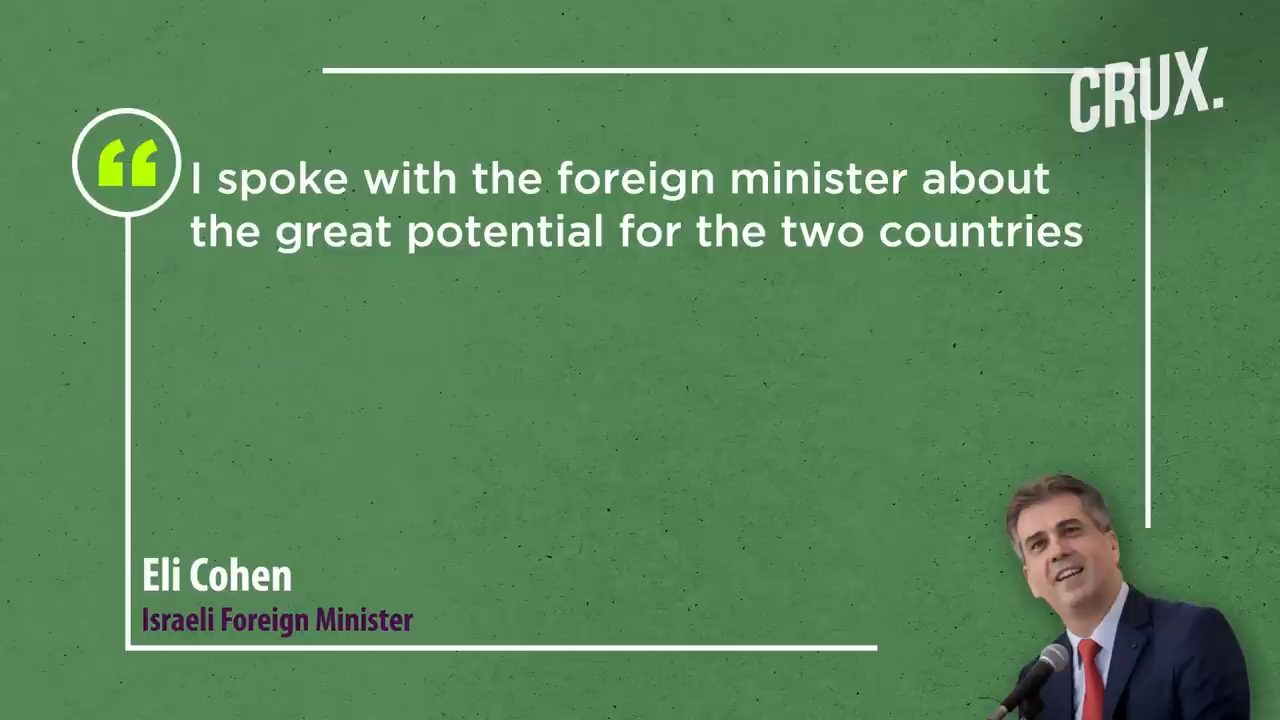 CRUX.
“
I spoke with the foreign minister about
the great potential for the two countries
Eli Cohen
Israeli Foreign Minister